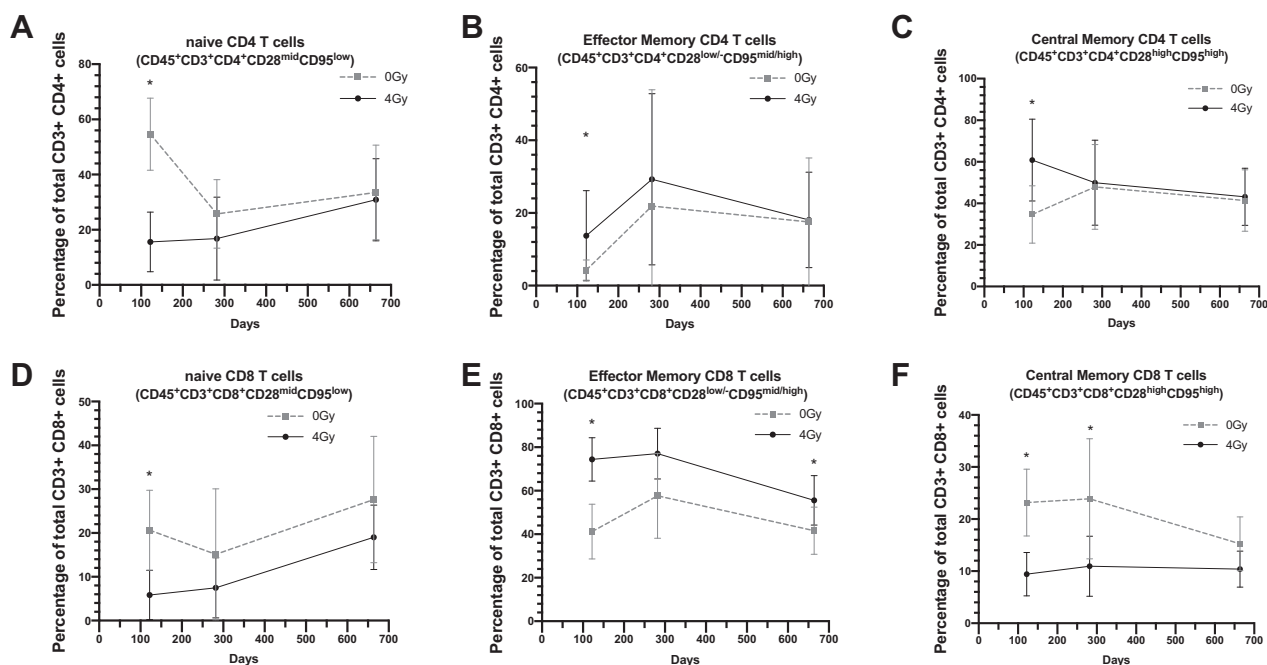 A
naive CD4 T cells
(CD45⁺CD3⁺CD4⁺CD28ᵐⁱᵈCD95ˡᵒʷ)
Percentage of total CD3+ CD4+ cells
80
60
40
20
0
*
0Gy
4Gy
0 100 200 300 400 500 600 700
Days
B
Effector Memory CD4 T cells
(CD45⁺CD3⁺CD4⁺CD28ˡᵒʷ/⁻CD95ᵐⁱᵈ/ʰⁱᵍʰ)
Percentage of total CD3+ CD4+ cells
60
40
20
0
*
0Gy
4Gy
0 100 200 300 400 500 600 700
Days
C
Central Memory CD4 T cells
(CD45⁺CD3⁺CD4⁺CD28ʰⁱᵍʰCD95ʰⁱᵍʰ)
Percentage of total CD3+ CD4+ cells
100
80
60
40
20
0
*
0Gy
4Gy
0 100 200 300 400 500 600 700
Days
D
naive CD8 T cells
(CD45⁺CD3⁺CD8⁺CD28ᵐⁱᵈCD95ˡᵒʷ)
Percentage of total CD3+ CD8+ cells
50
40
30
20
10
0
*
0Gy
4Gy
0 100 200 300 400 500 600 700
Days
E
Effector Memory CD8 T cells
(CD45⁺CD3⁺CD8⁺CD28ˡᵒʷ/⁻CD95ᵐⁱᵈ/ʰⁱᵍʰ)
Percentage of total CD3+ CD8+ cells
100
80
60
40
20
0
*
*
0Gy
4Gy
0 100 200 300 400 500 600 700
Days
F
Central Memory CD8 T cells
(CD45⁺CD3⁺CD8⁺CD28ʰⁱᵍʰCD95ʰⁱᵍʰ)
Percentage of total CD3+ CD8+ cells
40
30
20
10
0
*
*
0Gy
4Gy
0 100 200 300 400 500 600 700
Days